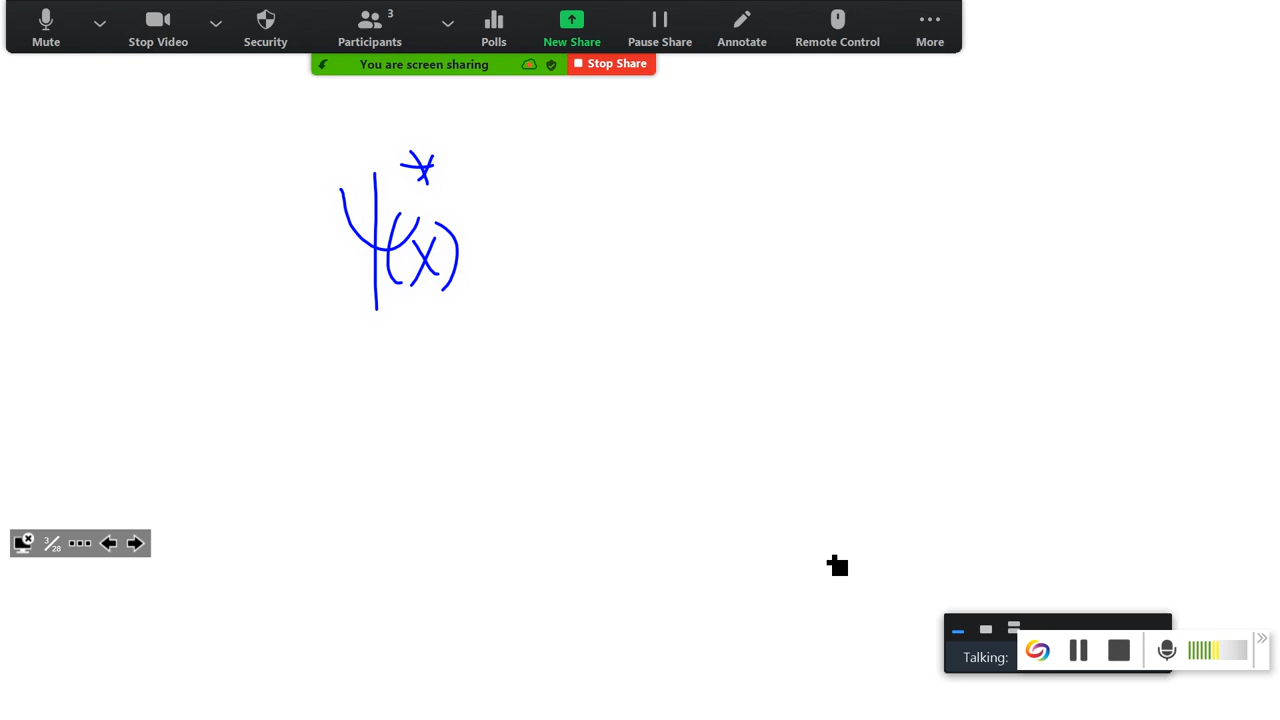 Mute Stop Video Security Participants 3 Polls New Share Pause Share Annotate Remote Control More
You are screen sharing Stop Share
ψ*(x)
3/28
Talking: